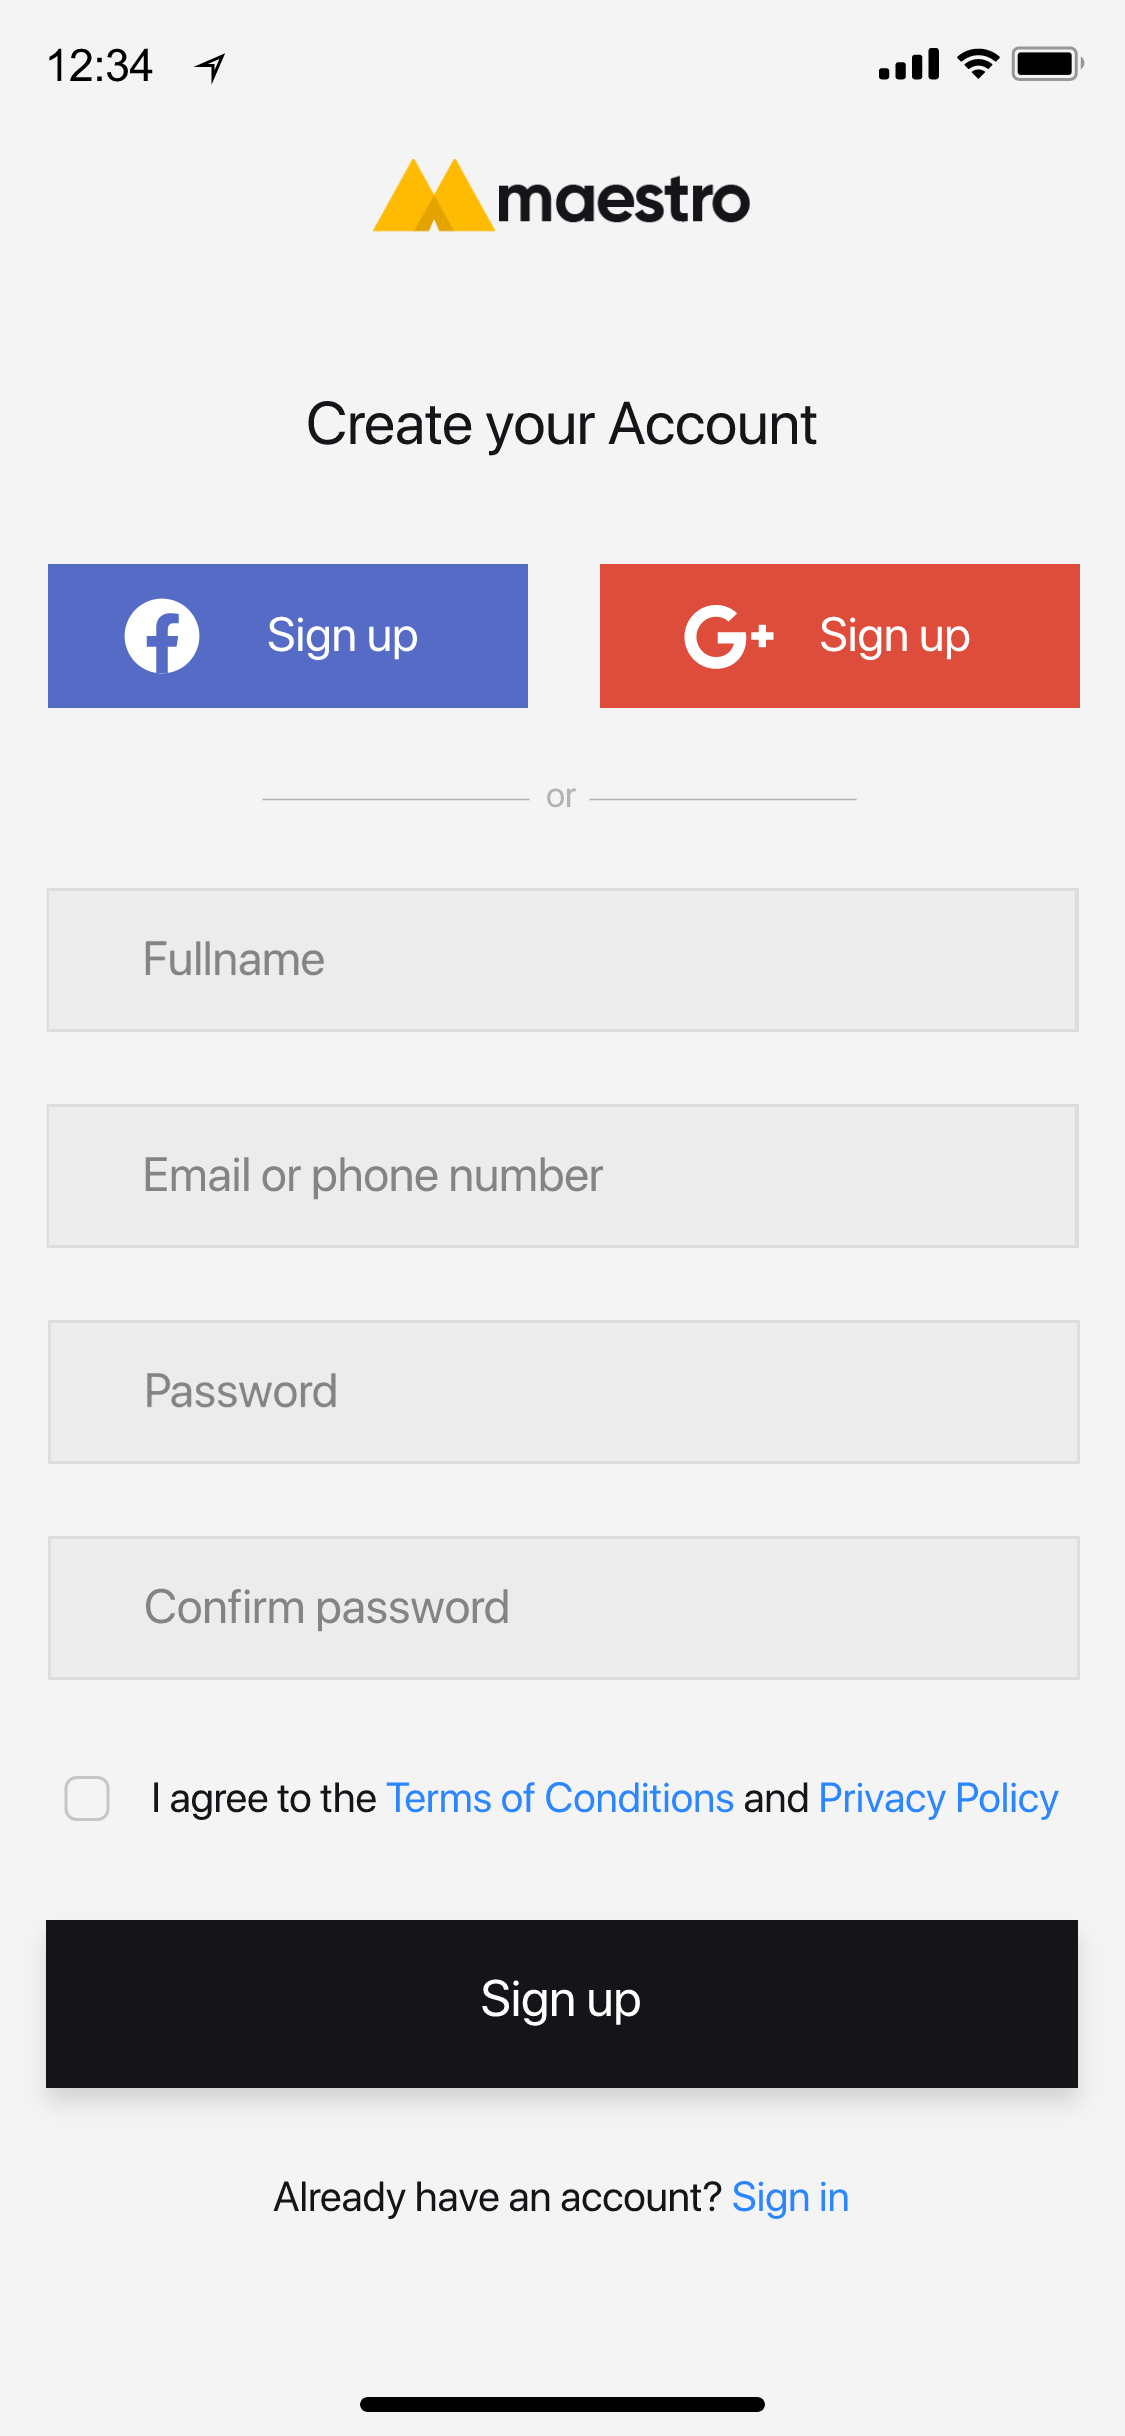 12:34
maestro
Create your Account
Sign up
G+ Sign up
or
Fullname
Email or phone number
Password
Confirm password
I agree to the Terms of Conditions and Privacy Policy
Sign up
Already have an account? Sign in